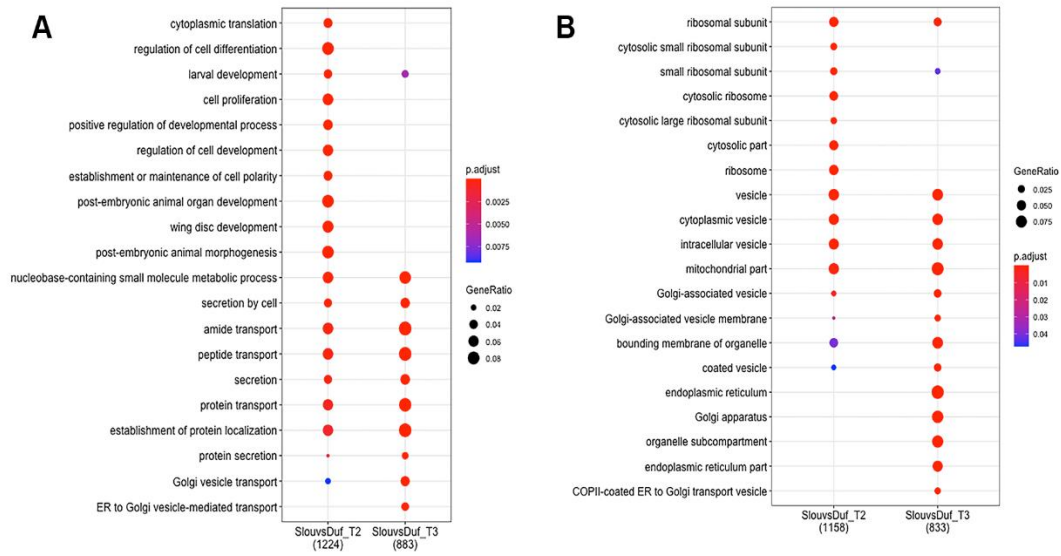 A
cytoplasmic translation
regulation of cell differentiation
larval development
cell proliferation
positive regulation of developmental process
regulation of cell development
establishment or maintenance of cell polarity
post-embryonic animal organ development
wing disc development
post-embryonic animal morphogenesis
nucleobase-containing small molecule metabolic process
secretion by cell
amide transport
peptide transport
secretion
protein transport
establishment of protein localization
protein secretion
Golgi vesicle transport
ER to Golgi vesicle-mediated transport
SlouvsDuf_T2
(1224)
SlouvsDuf_T3
(883)
p.adjust
0.0025
0.0050
0.0075
GeneRatio
0.02
0.04
0.06
0.08
B
ribosomal subunit
cytosolic small ribosomal subunit
small ribosomal subunit
cytosolic ribosome
cytosolic large ribosomal subunit
cytosolic part
ribosome
vesicle
cytoplasmic vesicle
intracellular vesicle
mitochondrial part
Golgi-associated vesicle
Golgi-associated vesicle membrane
bounding membrane of organelle
coated vesicle
endoplasmic reticulum
Golgi apparatus
organelle subcompartment
endoplasmic reticulum part
COPII-coated ER to Golgi transport vesicle
SlouvsDuf_T2
(1158)
SlouvsDuf_T3
(833)
GeneRatio
0.025
0.050
0.075
p.adjust
0.01
0.02
0.03
0.04